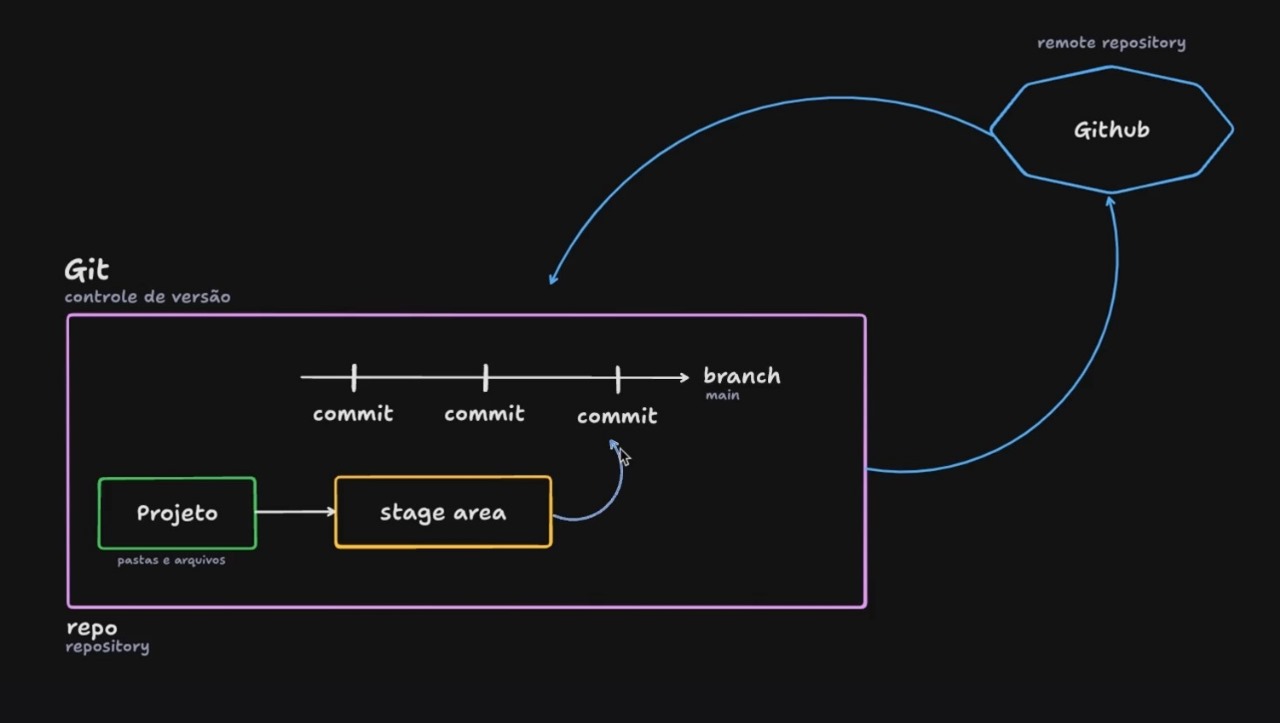 remote repository
Github
Git
controle de versão
branch
main
commit
commit
commit
Projeto
stage area
pastas e arquivos
repo
repository